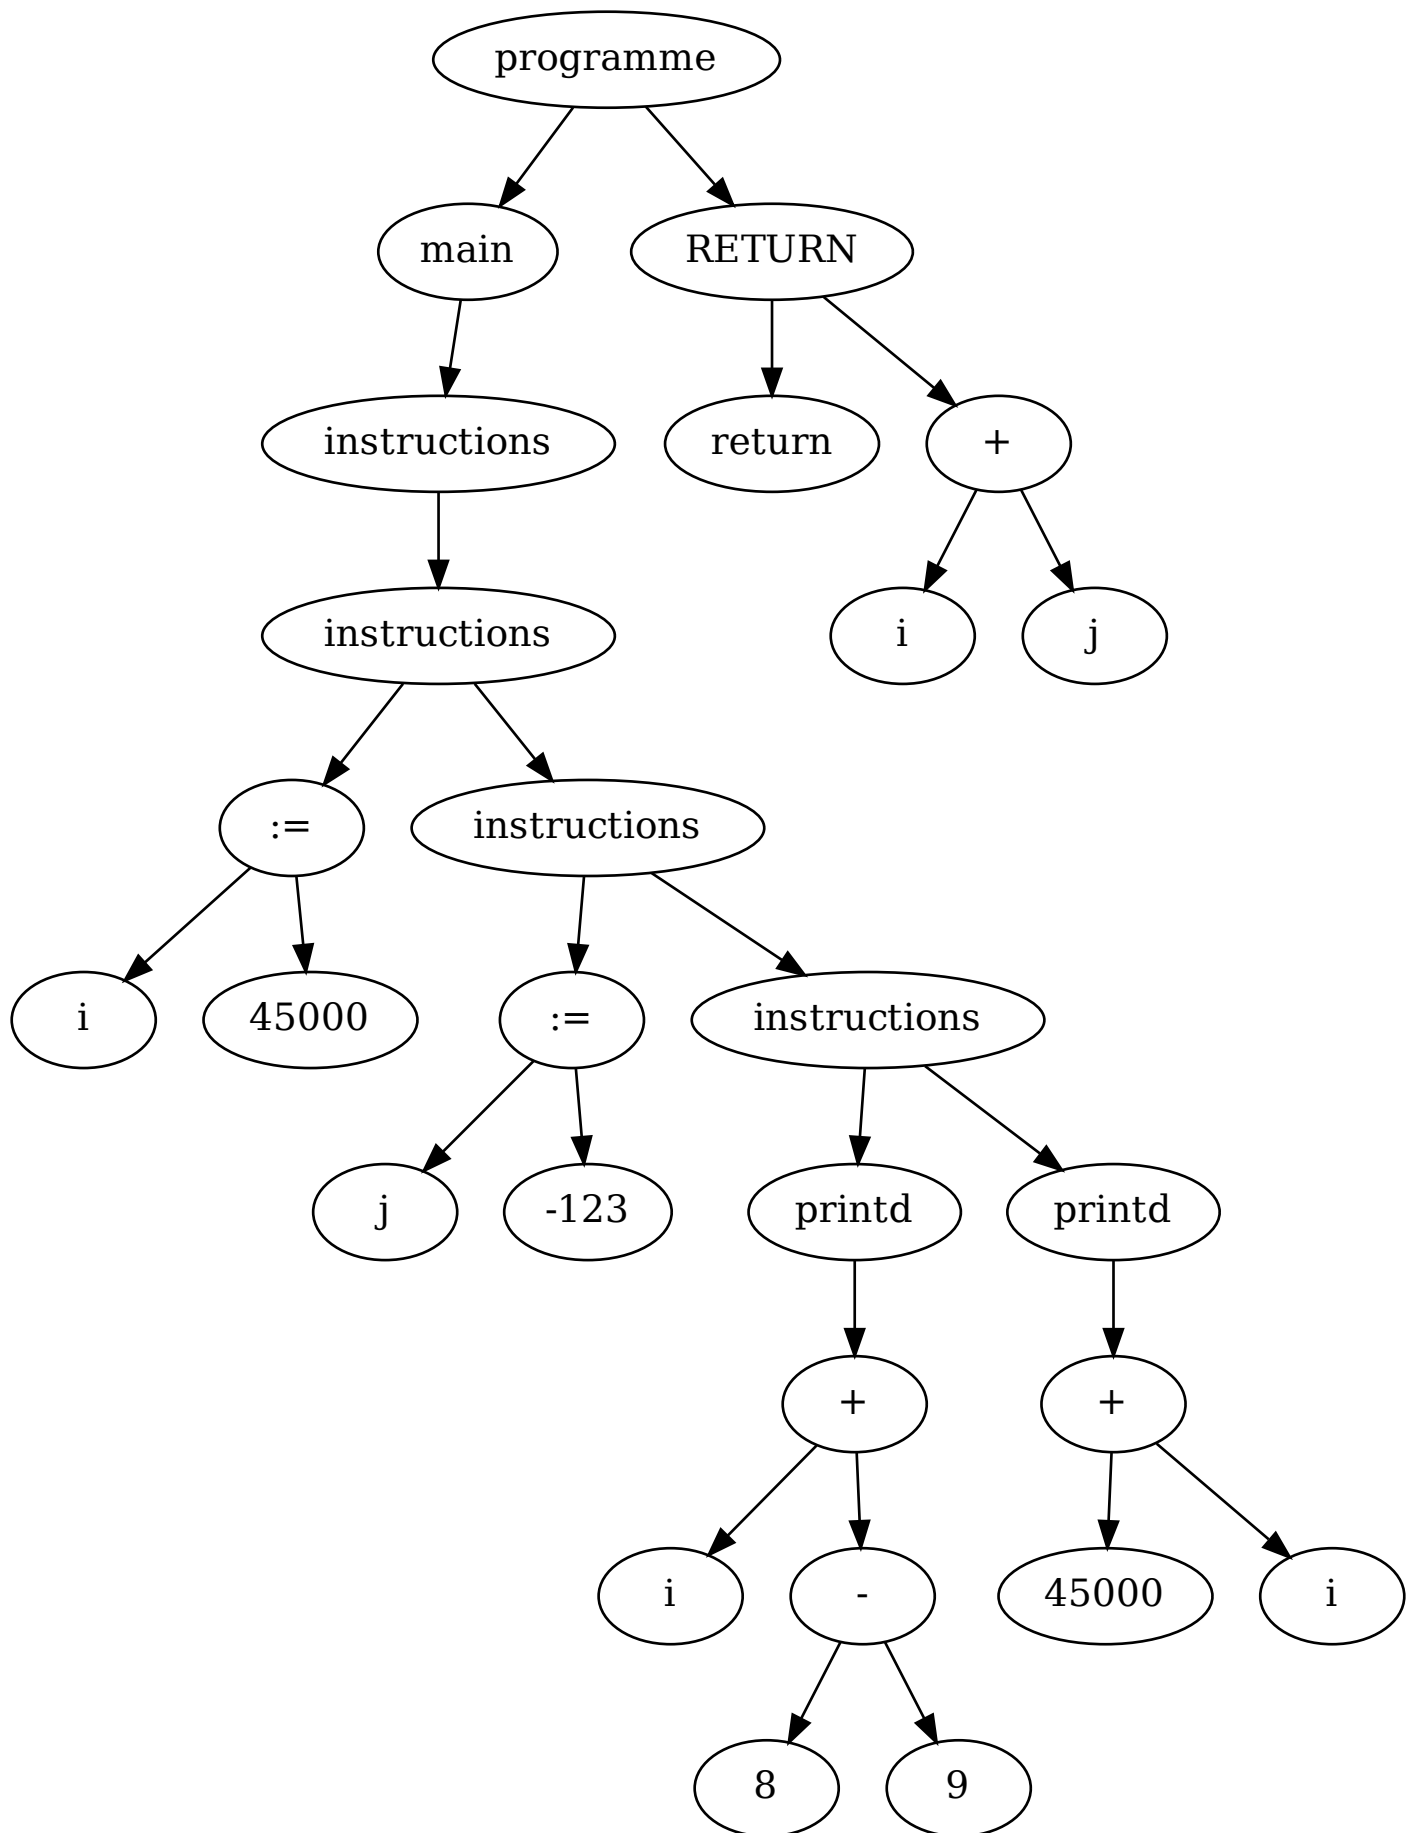 programme
main
RETURN
instructions
return
+
instructions
i
j
:=
instructions
i
45000
:=
instructions
j
-123
printd
printd
+
+
i
-
45000
i
8
9